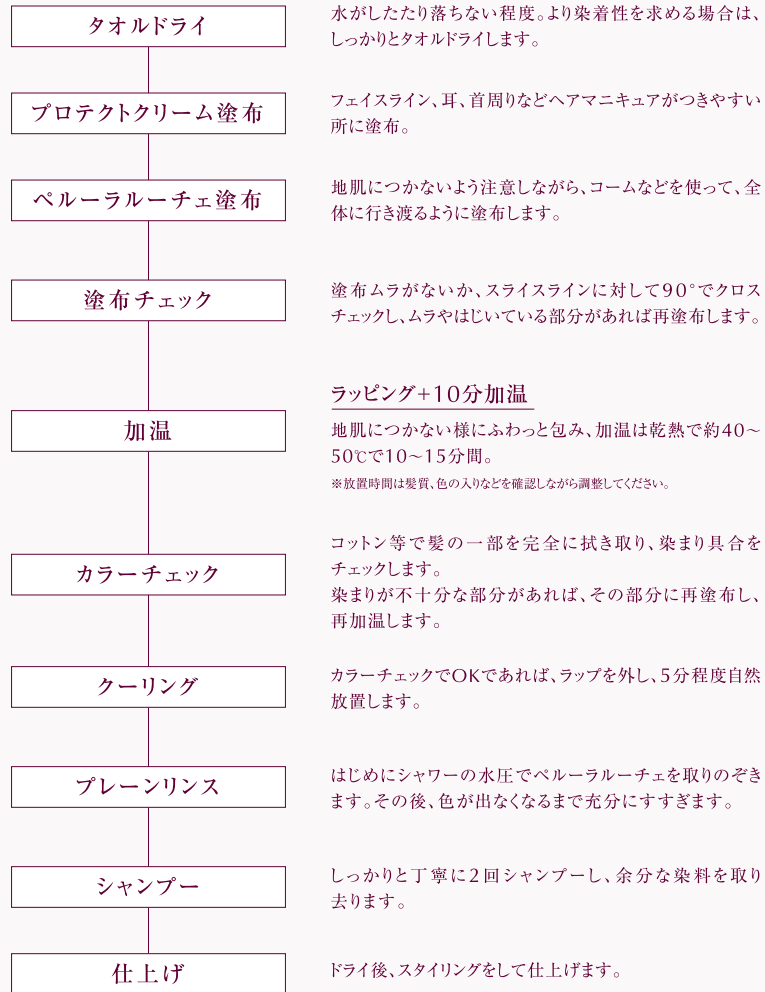 タオルドライ
水がしたたり落ちない程度。より染着性を求める場合は、
しっかりとタオルドライします。
プロテクトクリーム塗布
フェイスライン、耳、首周りなどヘアマニキュアがつきやすい
所に塗布。
ペルーラルーチェ塗布
地肌につかないよう注意しながら、コームなどを使って、全
体に行き渡るように塗布します。
塗布チェック
塗布ムラがないか、スライスラインに対して90°でクロス
チェックし、ムラやはじいている部分があれば再塗布します。
加温
ラッピング+10分加温
地肌につかない様にふわっと包み、加温は乾熱で約40〜
50℃で10〜15分間。
※放置時間は髪質、色の入りなどを確認しながら調整してください。
カラーチェック
コットン等で髪の一部を完全に拭き取り、染まり具合を
チェックします。
染まりが不十分な部分があれば、その部分に再塗布し、
再加温します。
クーリング
カラーチェックでOKであれば、ラップを外し、5分程度自然
放置します。
プレーンリンス
はじめにシャワーの水圧でペルーラルーチェを取りのぞき
ます。その後、色が出なくなるまで充分にすすぎます。
シャンプー
しっかりと丁寧に2回シャンプーし、余分な染料を取り
去ります。
仕上げ
ドライ後、スタイリングをして仕上げます。